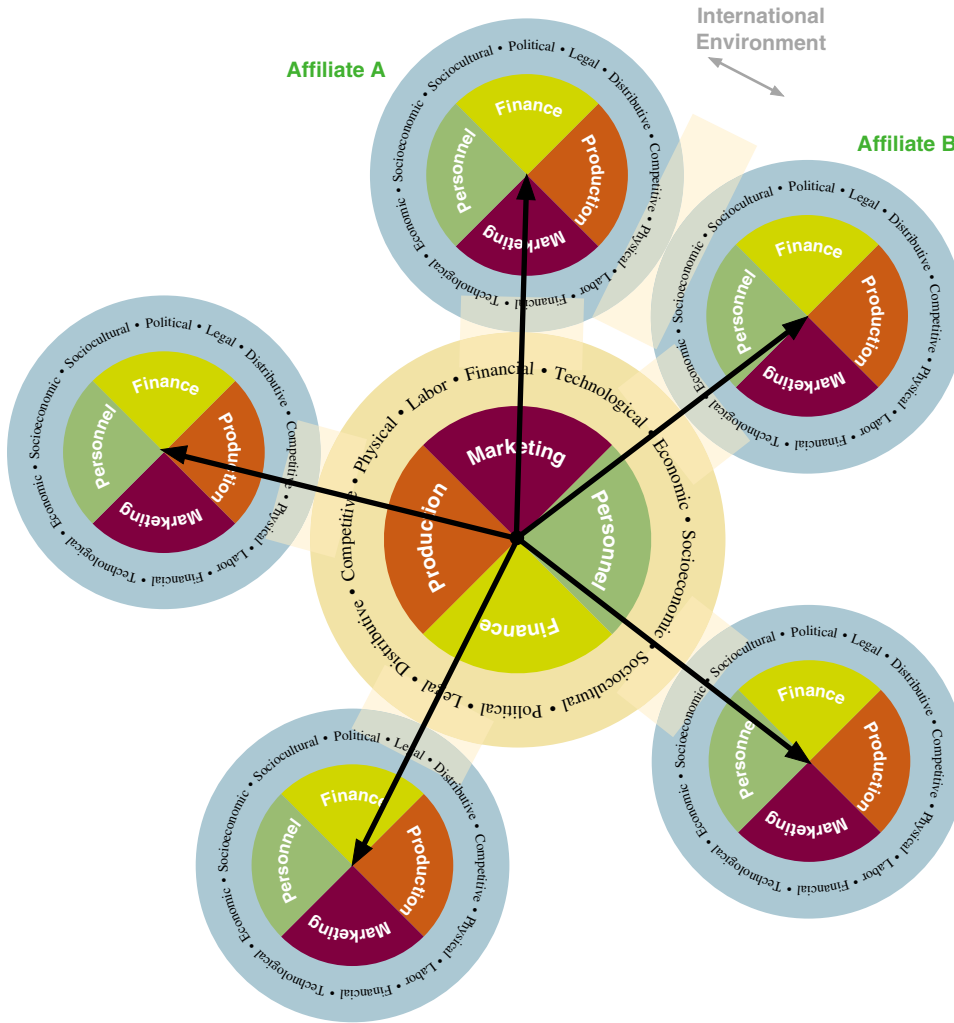 International
Environment
Affiliate A
Affiliate B
Economic • Socioeconomic • Sociocultural • Political • Legal • Distributive • Competitive • Physical • Labor • Financial • Technological •
Finance
Personnel
Production
Marketing
Economic • Socioeconomic • Sociocultural • Political • Legal • Distributive • Competitive • Physical • Labor • Financial • Technological •
Finance
Personnel
Production
Marketing
Economic • Socioeconomic • Sociocultural • Political • Legal • Distributive • Competitive • Physical • Labor • Financial • Technological •
Finance
Personnel
Production
Marketing
Distributive • Competitive • Physical • Labor • Financial • Technological • Economic • Socioeconomic • Sociocultural • Political • Legal •
Marketing
Production
Personnel
Finance
Economic • Socioeconomic • Sociocultural • Political • Legal • Distributive • Competitive • Physical • Labor • Financial • Technological •
Finance
Personnel
Production
Marketing
Economic • Socioeconomic • Sociocultural • Political • Legal • Distributive • Competitive • Physical • Labor • Financial • Technological •
Finance
Personnel
Production
Marketing